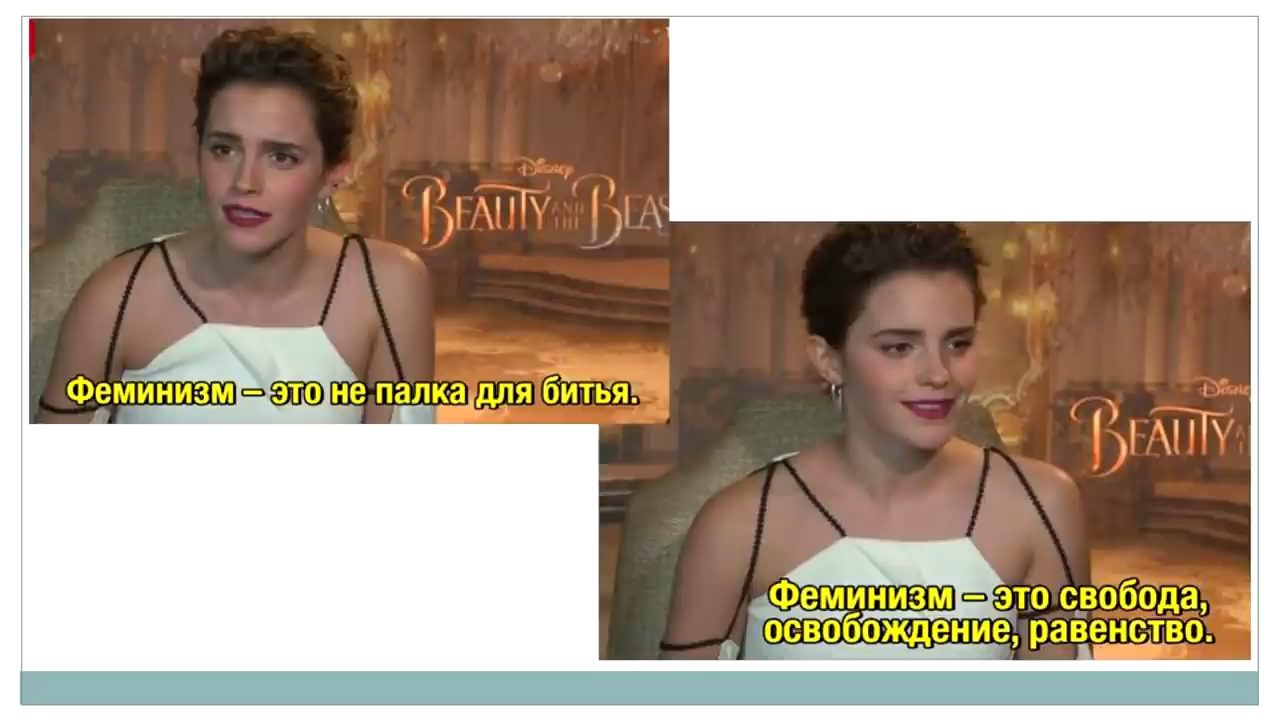 Disney
BEAUTY AND THE BEAS
Феминизм – это не палка для битья.
Disney
BEAUTY
Феминизм – это свобода,
освобождение, равенство.